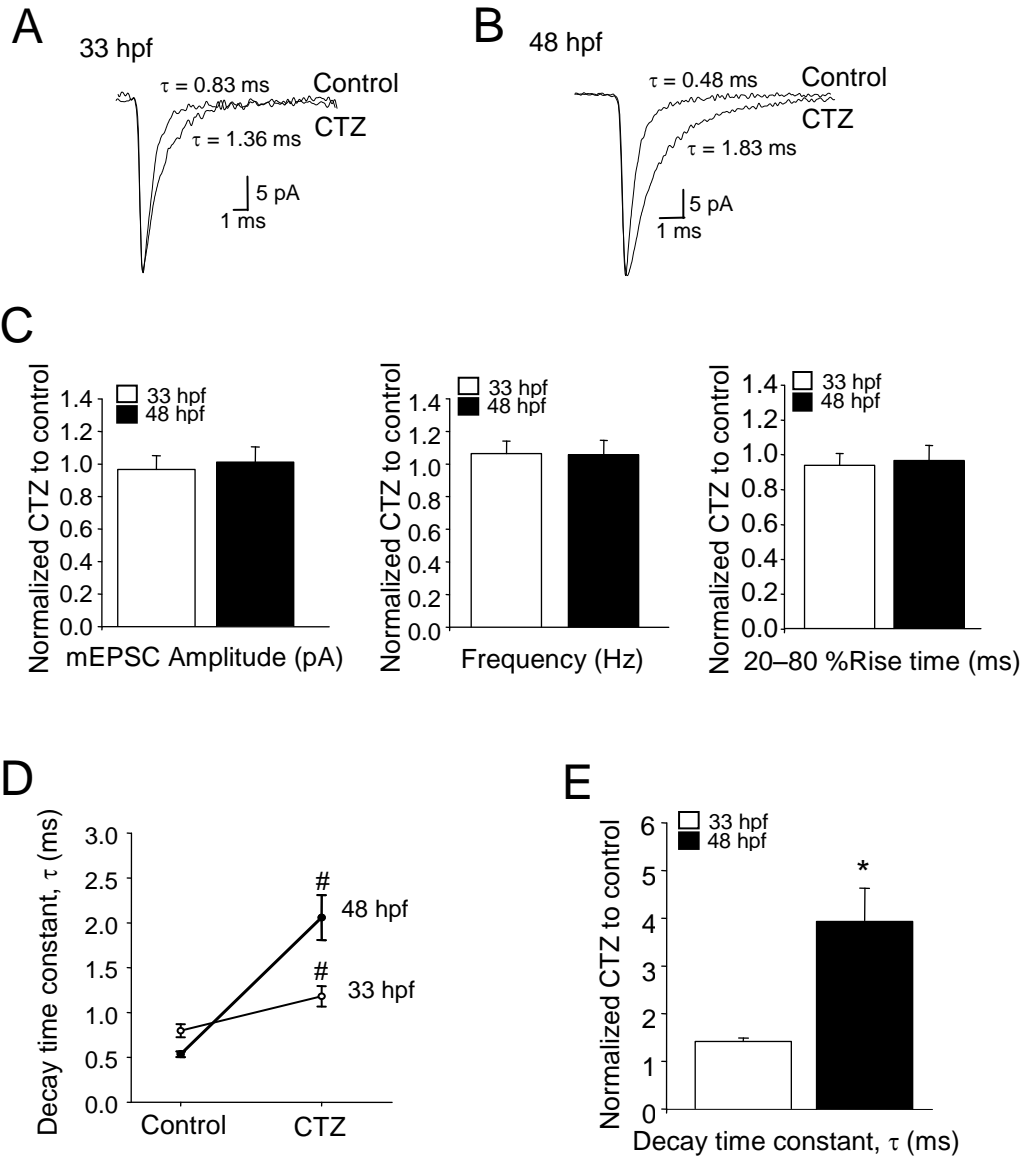 A
33 hpf
τ = 0.83 ms
Control
CTZ
τ = 1.36 ms
5 pA
1 ms
B
48 hpf
τ = 0.48 ms
Control
CTZ
τ = 1.83 ms
5 pA
1 ms
C
Normalized CTZ to control
1.4
1.2
1.0
0.8
0.6
0.4
0.2
0.0
33 hpf
48 hpf
mEPSC Amplitude (pA)
Normalized CTZ to control
1.4
1.2
1.0
0.8
0.6
0.4
0.2
0.0
33 hpf
48 hpf
Frequency (Hz)
Normalized CTZ to control
1.4
1.2
1.0
0.8
0.6
0.4
0.2
0.0
33 hpf
48 hpf
20–80 %Rise time (ms)
D
Decay time constant, τ (ms)
3.0
2.5
2.0
1.5
1.0
0.5
0.0
#
48 hpf
#
33 hpf
Control
CTZ
E
Normalized CTZ to control
6
5
4
3
2
1
0
33 hpf
48 hpf
*
Decay time constant, τ (ms)